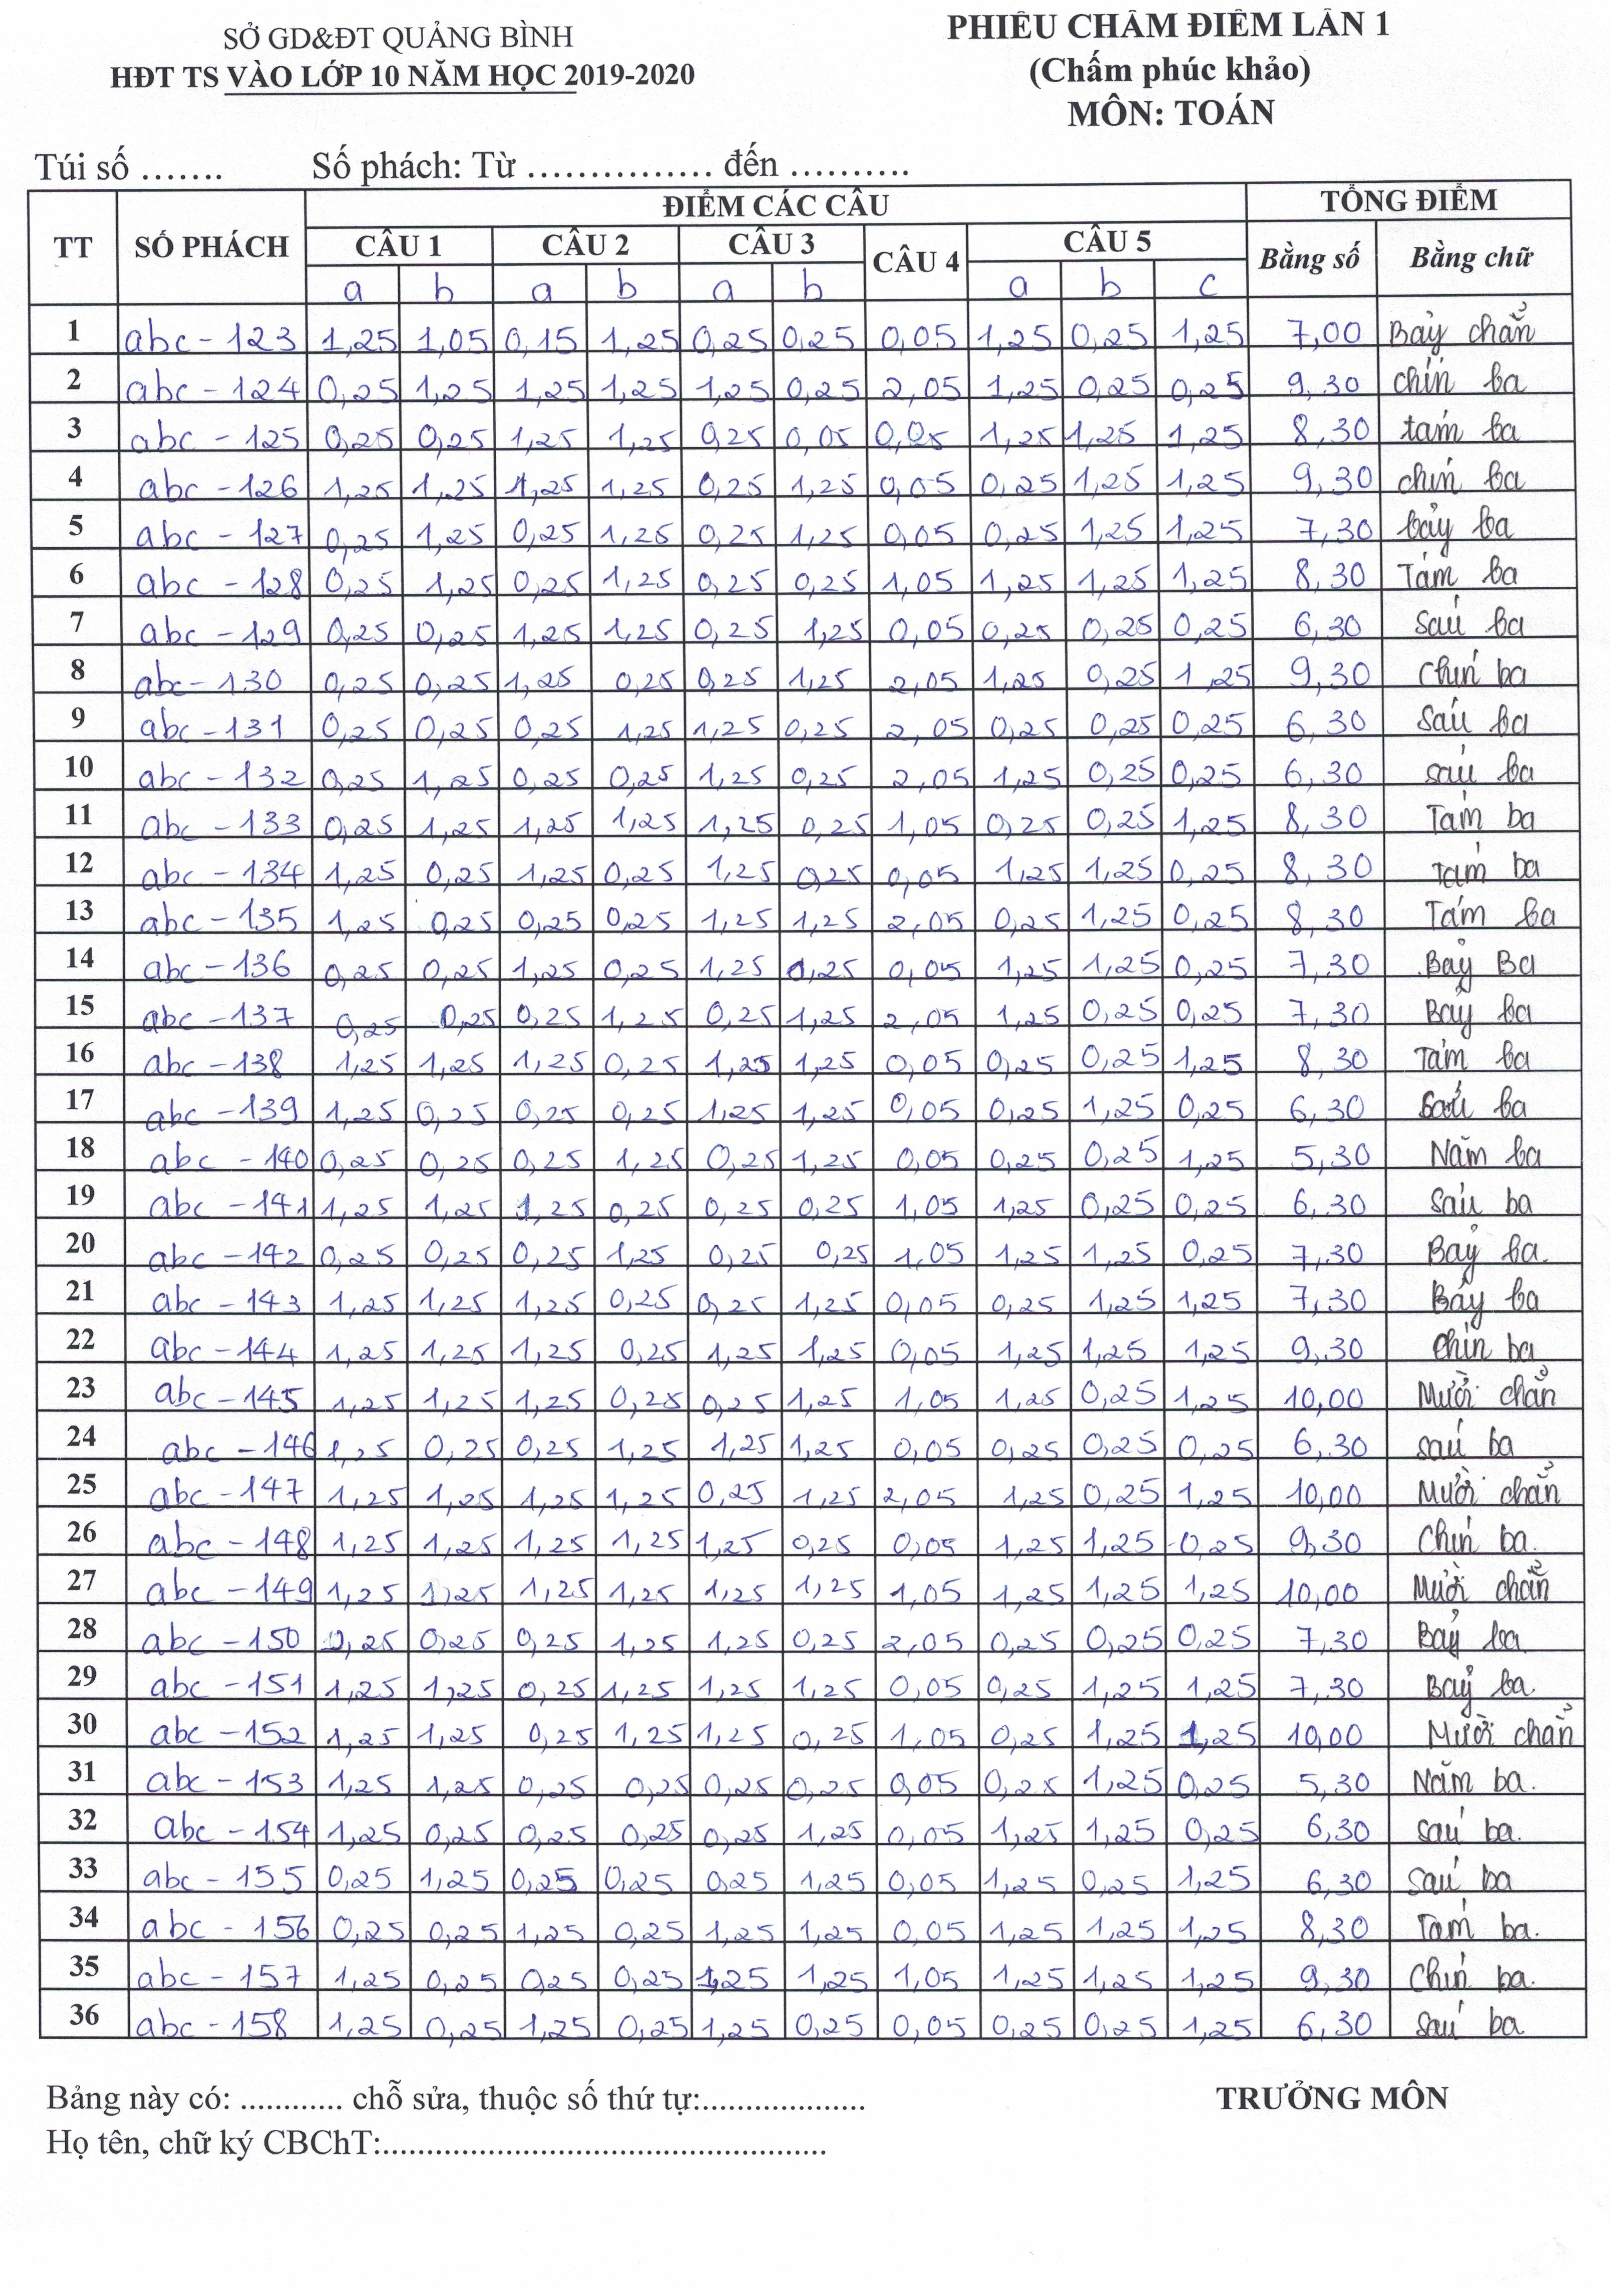 SỞ GD&ĐT QUẢNG BÌNH
HĐT TS VÀO LỚP 10 NĂM HỌC 2019-2020
PHIẾU CHẤM ĐIỂM LẦN 1
(Chấm phúc khảo)
MÔN: TOÁN
Túi số ....... Số phách: Từ ................ đến ..........
TT SỐ PHÁCH ĐIỂM CÁC CÂU TỔNG ĐIỂM
CÂU 1 CÂU 2 CÂU 3 CÂU 4 CÂU 5 Bằng số Bằng chữ
a b a b a b a b c
1 abc-123 1,25 1,05 0,15 1,25 0,25 0,25 0,05 1,25 0,25 1,25 7,00 Bảy chẵn
2 abc-124 0,25 1,25 1,25 1,25 1,25 0,25 2,05 1,25 0,25 0,25 9,30 chín ba
3 abc-125 0,25 0,25 1,25 1,25 0,25 0,05 0,05 1,25 1,25 1,25 8,30 tám ba
4 abc-126 1,25 1,25 1,25 1,25 0,25 1,25 0,05 0,25 1,25 1,25 9,30 chín ba
5 abc-127 0,25 1,25 0,25 1,25 0,25 1,25 0,05 0,25 1,25 1,25 7,30 bảy ba
6 abc-128 0,25 1,25 0,25 1,25 0,25 0,25 1,05 1,25 1,25 1,25 8,30 Tám ba
7 abc-129 0,25 0,25 1,25 1,25 0,25 1,25 0,05 0,25 0,25 0,25 6,30 Sáu ba
8 abc-130 0,25 0,25 1,25 0,25 0,25 1,25 2,05 1,25 0,25 1,25 9,30 Chín ba
9 abc-131 0,25 0,25 0,25 1,25 1,25 0,25 2,05 0,25 0,25 0,25 6,30 Sáu ba
10 abc-132 0,25 1,25 0,25 0,25 1,25 0,25 2,05 1,25 0,25 0,25 6,30 sáu ba
11 abc-133 0,25 1,25 1,25 1,25 1,25 0,25 1,05 0,25 0,25 1,25 8,30 Tám ba
12 abc-134 1,25 0,25 1,25 0,25 1,25 0,25 0,05 1,25 1,25 0,25 8,30 Tám ba
13 abc-135 1,25 0,25 0,25 0,25 1,25 1,25 2,05 0,25 1,25 0,25 8,30 Tám ba
14 abc-136 0,25 0,25 1,25 0,25 1,25 0,25 0,05 1,25 1,25 0,25 7,30 Bảy Ba
15 abc-137 0,25 0,25 0,25 1,25 0,25 1,25 2,05 1,25 0,25 0,25 7,30 Bảy ba
16 abc-138 1,25 1,25 1,25 0,25 1,25 1,25 0,05 0,25 0,25 1,25 8,30 Tám ba
17 abc-139 1,25 0,25 0,25 0,25 1,25 1,25 0,05 0,25 1,25 0,25 6,30 Sáu ba
18 abc-140 0,25 0,25 0,25 1,25 0,25 1,25 0,05 0,25 0,25 1,25 5,30 Năm ba
19 abc-141 1,25 1,25 1,25 0,25 0,25 0,25 1,05 1,25 0,25 0,25 6,30 Sáu ba
20 abc-142 0,25 0,25 0,25 1,25 0,25 0,25 1,05 1,25 1,25 0,25 7,30 Bảy ba.
21 abc-143 1,25 1,25 1,25 0,25 0,25 1,25 0,05 0,25 1,25 1,25 7,30 Bảy ba
22 abc-144 1,25 1,25 1,25 0,25 1,25 1,25 0,05 1,25 1,25 1,25 9,30 Chín ba
23 abc-145 1,25 1,25 1,25 0,25 0,25 1,25 1,05 1,25 0,25 1,25 10,00 Mười chẵn
24 abc-146 1,25 0,25 0,25 1,25 1,25 1,25 0,05 0,25 0,25 0,25 6,30 sáu ba
25 abc-147 1,25 1,25 1,25 1,25 0,25 1,25 2,05 1,25 0,25 1,25 10,00 Mười chẵn
26 abc-148 1,25 1,25 1,25 1,25 1,25 0,25 0,05 1,25 1,25 0,25 9,30 Chín ba.
27 abc-149 1,25 1,25 1,25 1,25 1,25 1,25 1,05 1,25 1,25 1,25 10,00 Mười chẵn
28 abc-150 0,25 0,25 0,25 1,25 1,25 0,25 2,05 0,25 0,25 0,25 7,30 Bảy ba
29 abc-151 1,25 1,25 0,25 1,25 1,25 1,25 0,05 0,25 1,25 1,25 7,30 Bảy ba.
30 abc-152 1,25 1,25 0,25 1,25 1,25 0,25 1,05 0,25 1,25 1,25 10,00 Mười chẵn
31 abc-153 1,25 1,25 0,25 0,25 0,25 0,25 0,05 0,25 1,25 0,25 5,30 Năm ba.
32 abc-154 1,25 0,25 0,25 0,25 0,25 1,25 0,05 1,25 1,25 0,25 6,30 sáu ba.
33 abc-155 0,25 1,25 0,25 0,25 0,25 1,25 0,05 1,25 0,25 1,25 6,30 Sáu ba
34 abc-156 0,25 0,25 1,25 0,25 1,25 1,25 0,05 1,25 1,25 1,25 8,30 Tám ba.
35 abc-157 1,25 0,25 0,25 0,25 1,25 1,25 1,05 1,25 1,25 1,25 9,30 Chín ba.
36 abc-158 1,25 0,25 1,25 0,25 1,25 0,25 0,05 0,25 0,25 1,25 6,30 Sáu ba.
Bảng này có: ............ chỗ sửa, thuộc số thứ tự:...................
TRƯỞNG MÔN
Họ tên, chữ ký CBChT:....................................................